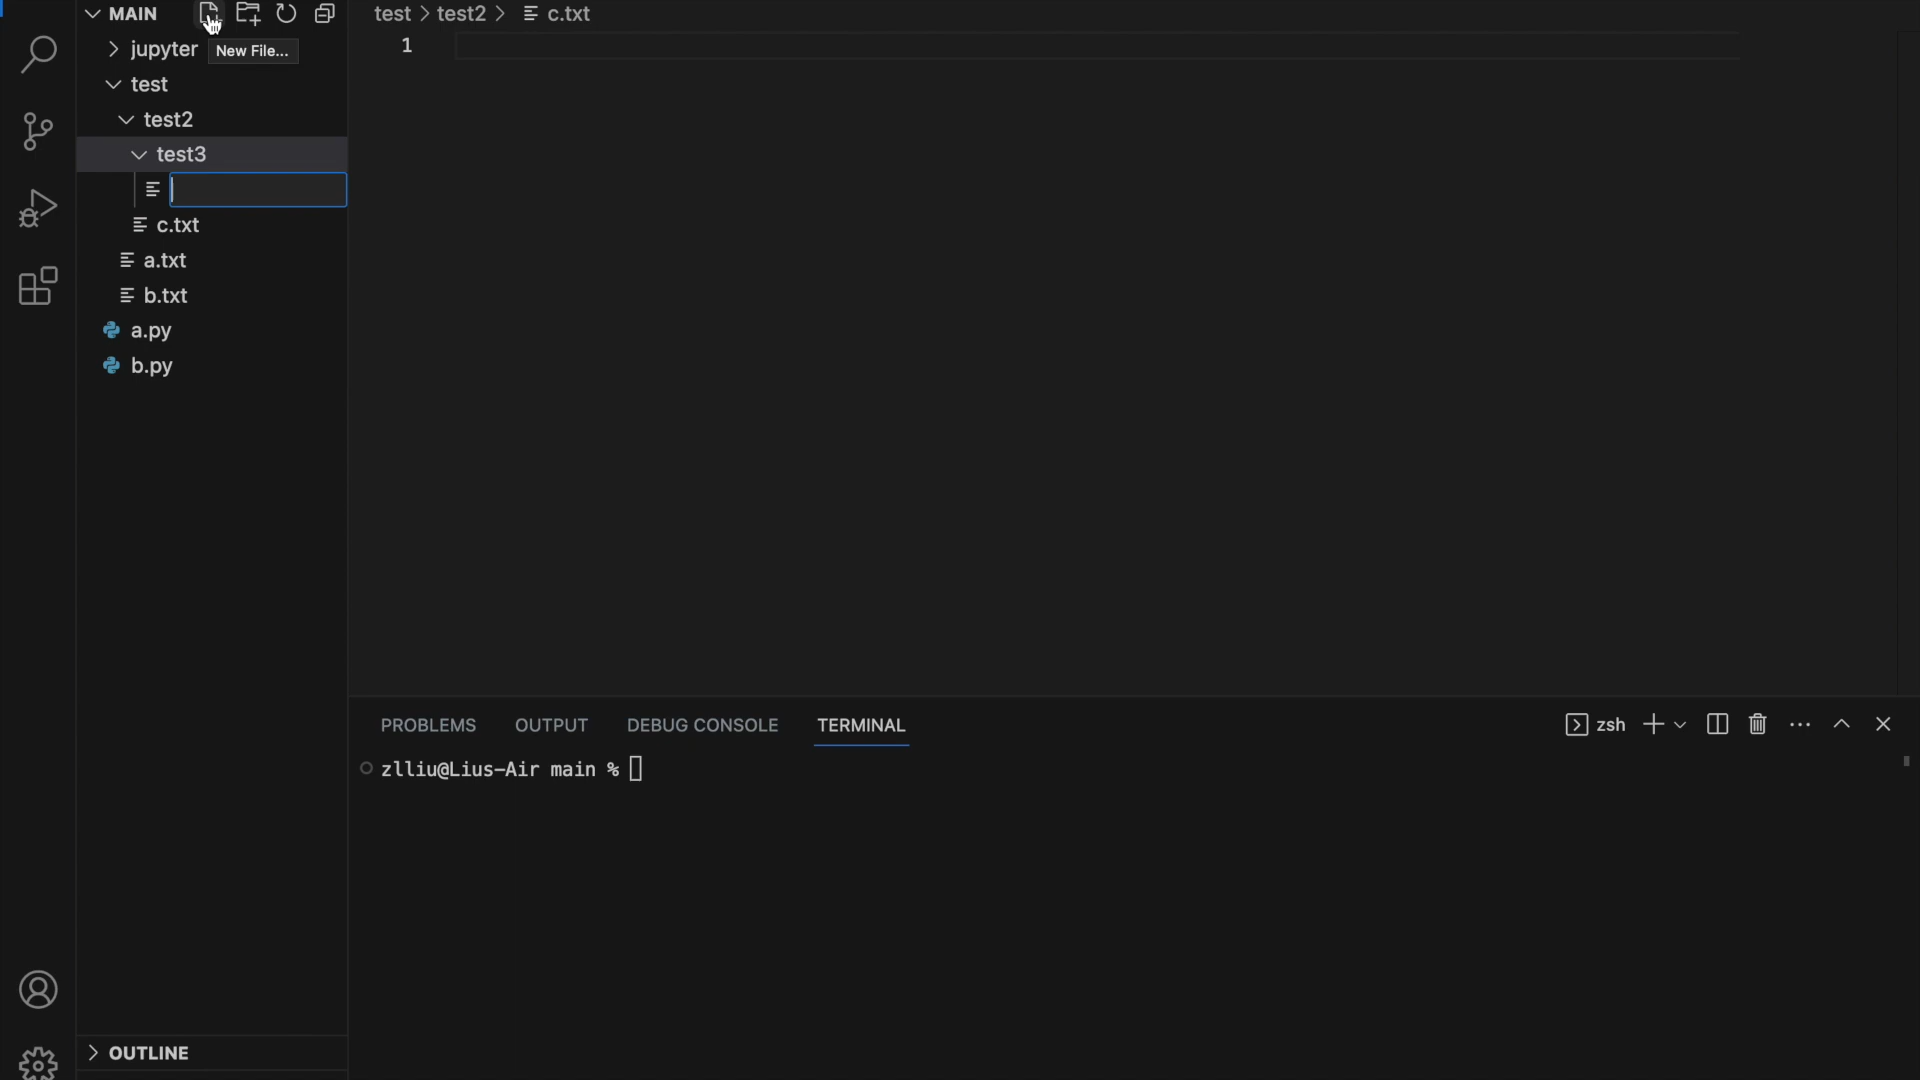 MAIN
jupyter
New File...
test
test2
test3
c.txt
a.txt
b.txt
a.py
b.py
OUTLINE
test > test2 > c.txt
1
PROBLEMS OUTPUT DEBUG CONSOLE TERMINAL
zsh
zlliu@Lius-Air main %